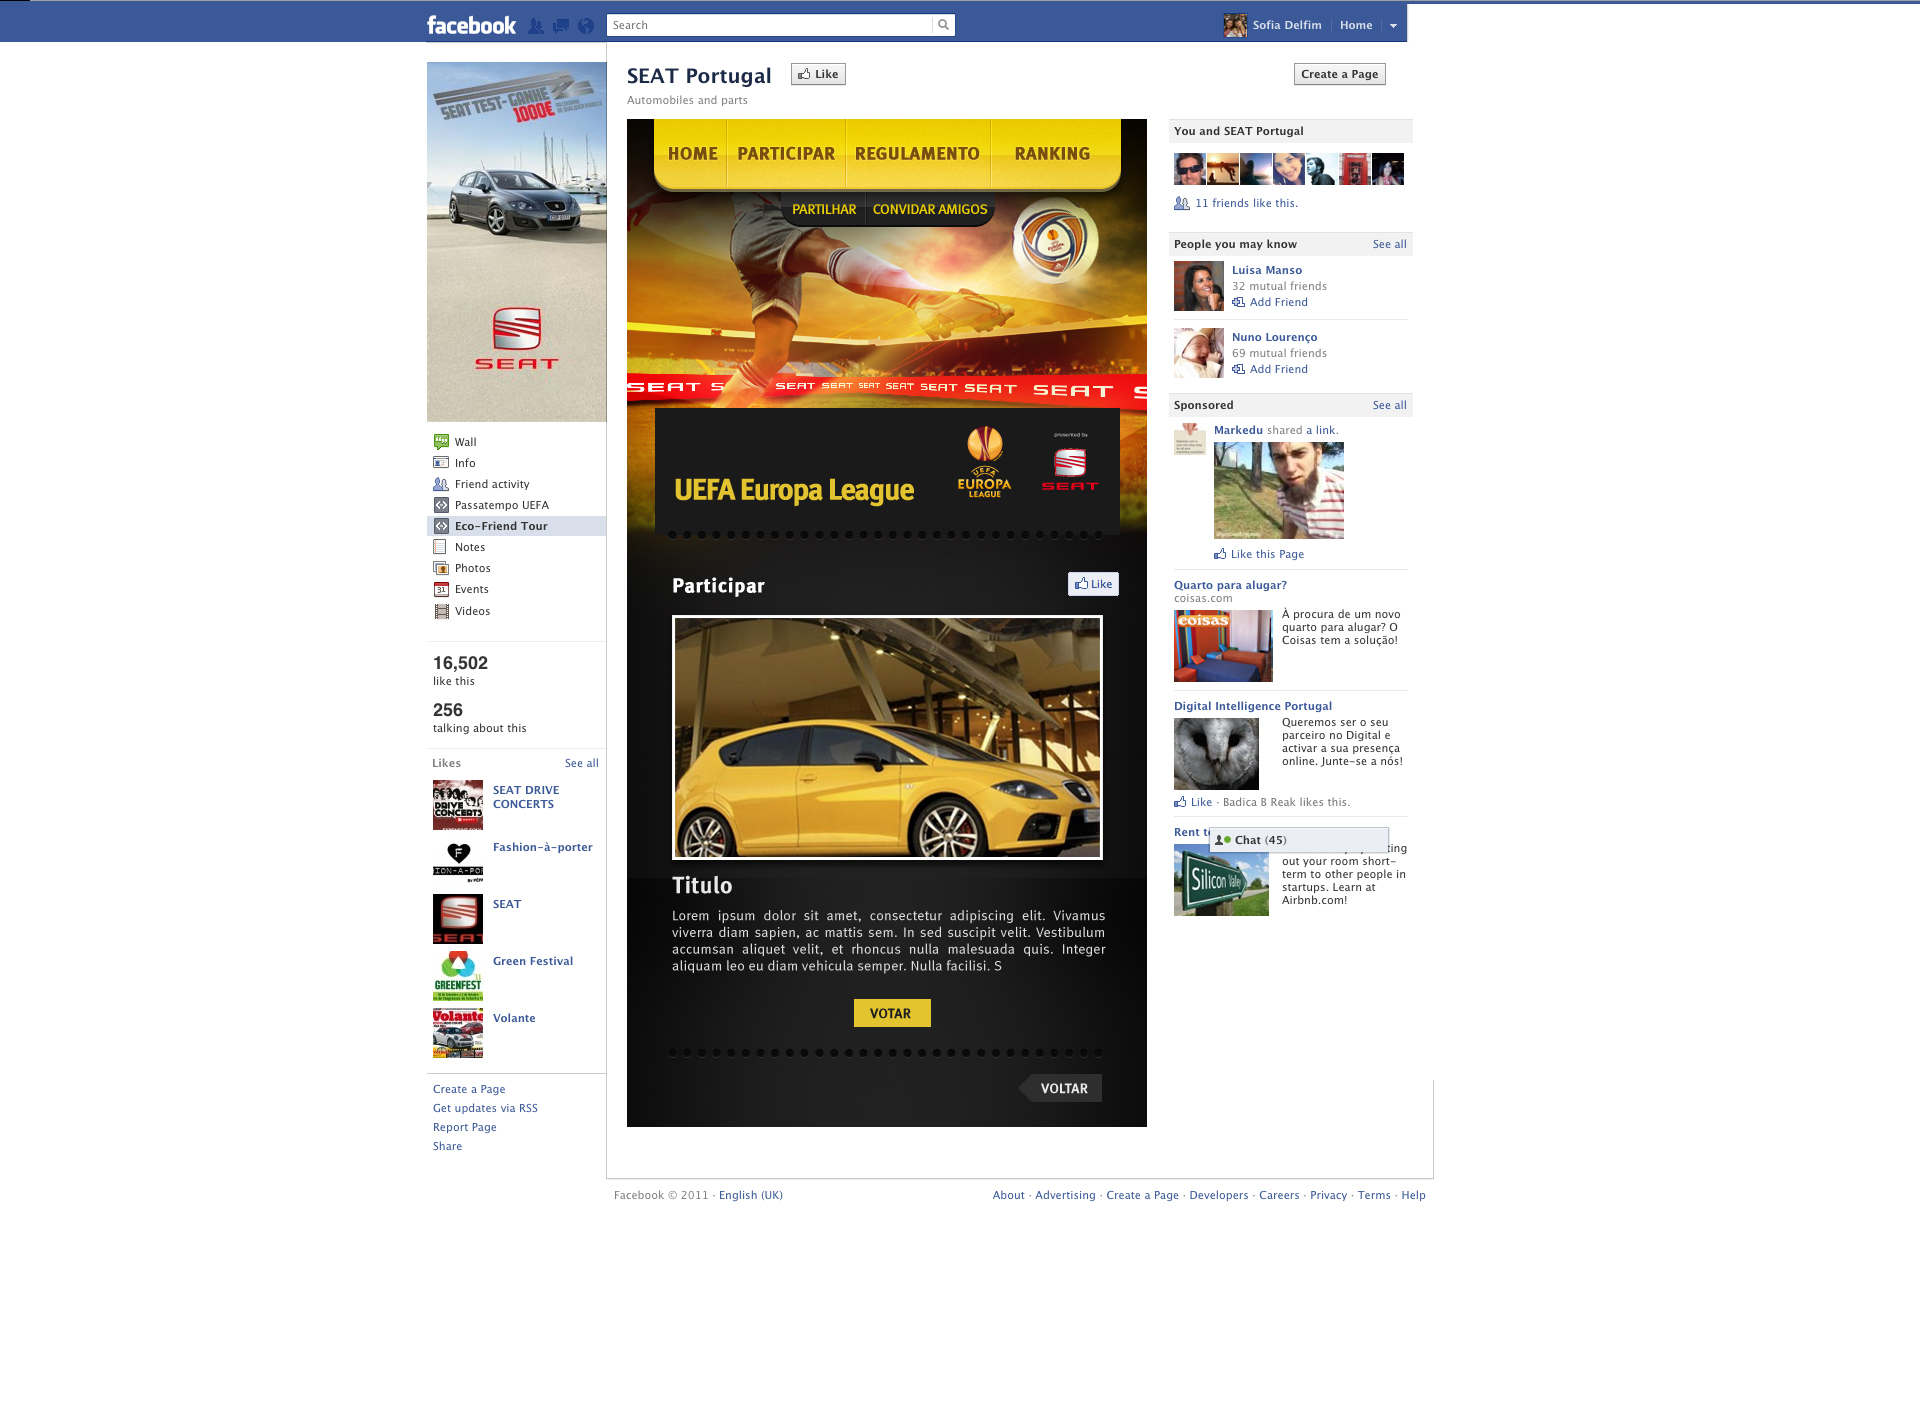 facebook
Search
Sofia Delfim
Home
SEAT TEST-GANHE
1000€
SEAT
Wall
Info
Friend activity
Passatempo UEFA
Eco-Friend Tour
Notes
Photos
Events
Videos
16,502
like this
256
talking about this
Likes
See all
SEAT DRIVE
CONCERTS
DRIVE
CONCERTS
Fashion-à-porter
SEAT
Green Festival
GREENFEST
Volante
Volante
Create a Page
Get updates via RSS
Report Page
Share
SEAT Portugal
Like
Create a Page
Automobiles and parts
HOME PARTICIPAR REGULAMENTO RANKING
PARTILHAR CONVIDAR AMIGOS
SEAT S SEAT SEAT SEAT SEAT SEAT SEAT SEAT S
UEFA Europa League
UEFA
EUROPA
LEAGUE
presented by
SEAT
Participar
Like
Titulo
Lorem ipsum dolor sit amet, consectetur adipiscing elit. Vivamus
viverra diam sapien, ac mattis sem. In sed suscipit velit. Vestibulum
accumsan aliquet velit, et rhoncus nulla malesuada quis. Integer
aliquam leo eu diam vehicula semper. Nulla facilisi. S
VOTAR
VOLTAR
You and SEAT Portugal
11 friends like this.
People you may know
See all
Luisa Manso
32 mutual friends
Add Friend
Nuno Lourenço
69 mutual friends
Add Friend
Sponsored
See all
Markedu shared a link.
Like this Page
Quarto para alugar?
coisas.com
coisas
À procura de um novo
quarto para alugar? O
Coisas tem a solução!
Digital Intelligence Portugal
Queremos ser o seu
parceiro no Digital e
activar a sua presença
online. Junte-se a nós!
Like · Badica B Reak likes this.
Rent
Chat (45)
Silicon Valley
out your room short-
term to other people in
startups. Learn at
Airbnb.com!
Facebook © 2011 · English (UK)
About · Advertising · Create a Page · Developers · Careers · Privacy · Terms · Help